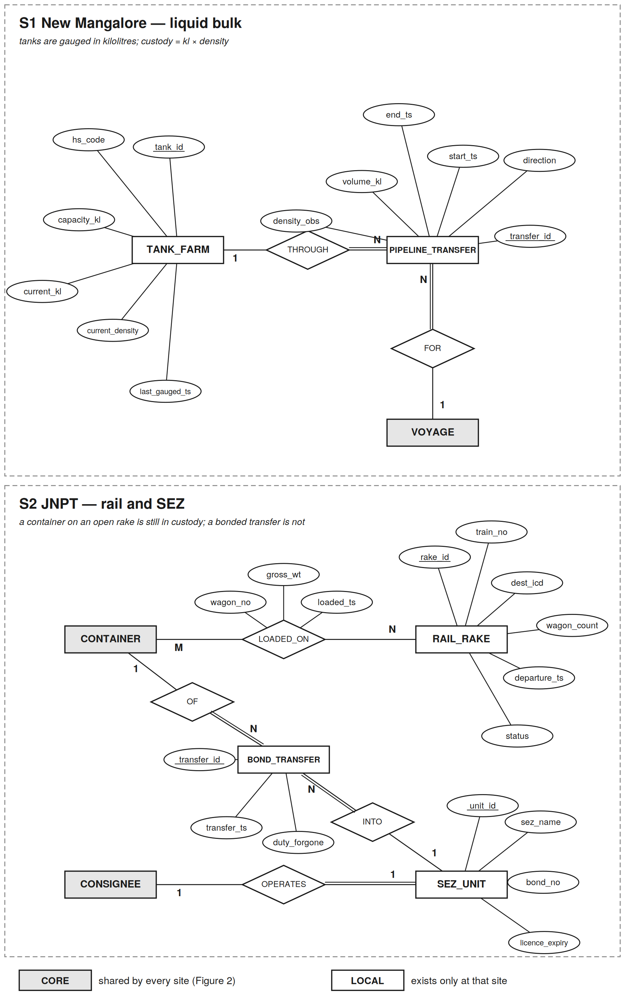 S1 New Mangalore — liquid bulk
tanks are gauged in kilolitres; custody = kl × density
end_ts
hs_code
tank_id
start_ts
direction
volume_kl
capacity_kl
density_obs
transfer_id
N
TANK_FARM
THROUGH
PIPELINE_TRANSFER
1
N
current_kl
current_density
FOR
last_gauged_ts
1
VOYAGE
S2 JNPT — rail and SEZ
a container on an open rake is still in custody; a bonded transfer is not
train_no
rake_id
gross_wt
dest_icd
wagon_no
loaded_ts
wagon_count
N
CONTAINER
LOADED_ON
RAIL_RAKE
M
1
departure_ts
OF
N
status
transfer_id
BOND_TRANSFER
N
unit_id
INTO
sez_name
transfer_ts
duty_forgone
1
1
CONSIGNEE
OPERATES
SEZ_UNIT
bond_no
1
licence_expiry
CORE
shared by every site (Figure 2)
LOCAL
exists only at that site